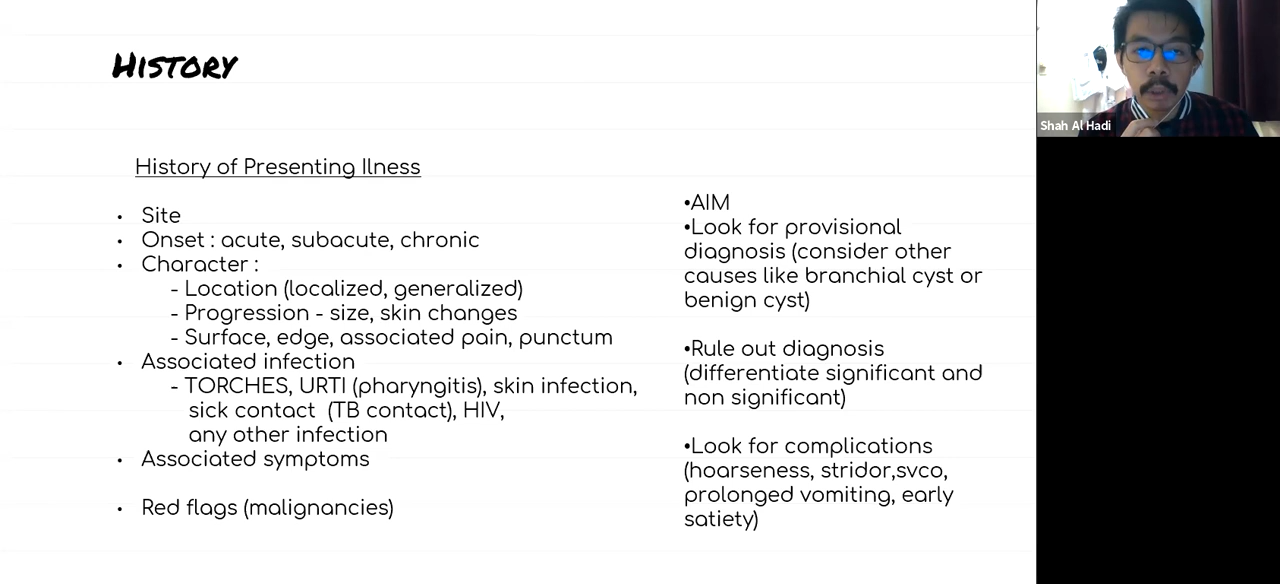 HISTORY
History of Presenting Ilness
• Site
• Onset : acute, subacute, chronic
• Character :
- Location (localized, generalized)
- Progression - size, skin changes
- Surface, edge, associated pain, punctum
• Associated infection
- TORCHES, URTI (pharyngitis), skin infection,
sick contact (TB contact), HIV,
any other infection
• Associated symptoms
• Red flags (malignancies)
•AIM
•Look for provisional
diagnosis (consider other
causes like branchial cyst or
benign cyst)
•Rule out diagnosis
(differentiate significant and
non significant)
•Look for complications
(hoarseness, stridor,svco,
prolonged vomiting, early
satiety)
Shah Al Hadi